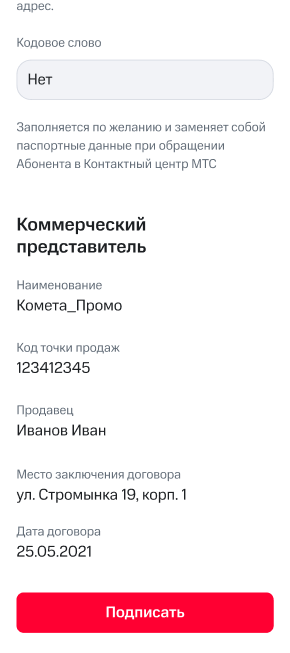 адрес.
Кодовое слово
Нет
Заполняется по желанию и заменяет собой
паспортные данные при обращении
Абонента в Контактный центр МТС
Коммерческий
представитель
Наименование
Комета_Промо
Код точки продаж
123412345
Продавец
Иванов Иван
Место заключения договора
ул. Стромынка 19, корп. 1
Дата договора
25.05.2021
Подписать